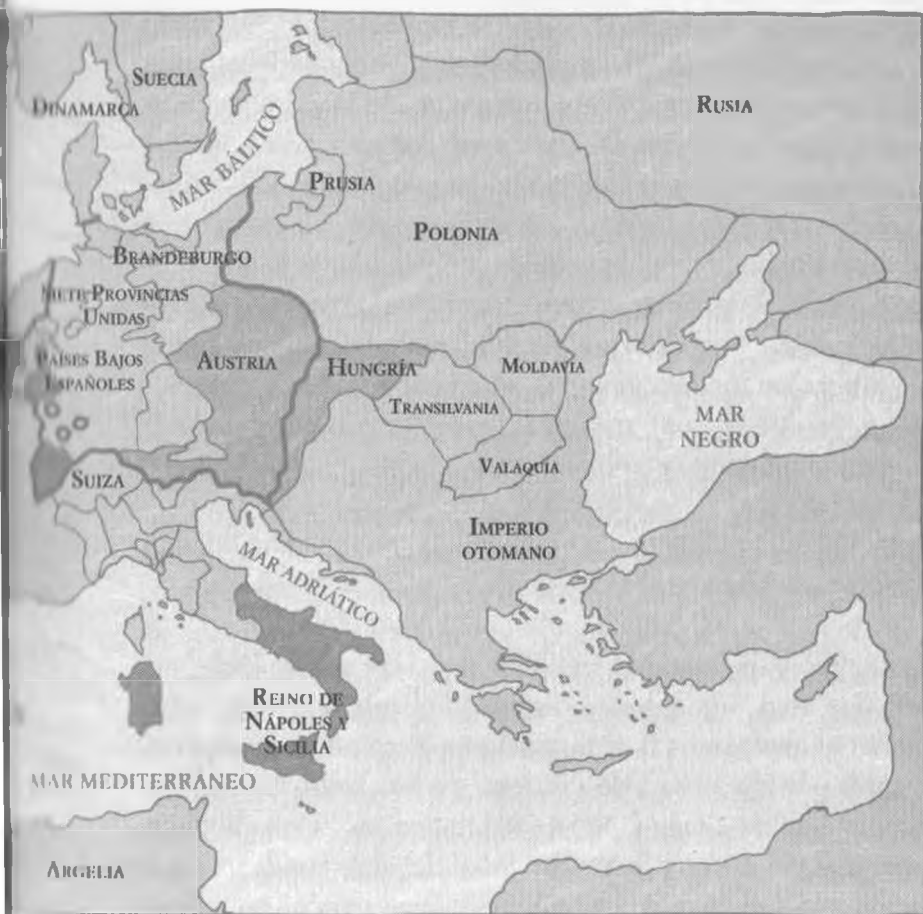 SUECIA
DINAMARCA
RUSIA
MAR BÁLTICO
PRUSIA
POLONIA
BRANDEBURGO
SIETE PROVINCIAS
UNIDAS
PAÍSES BAJOS
ESPAÑOLES
AUSTRIA
HUNGRÍA
MOLDAVIA
TRANSILVANIA
MAR
NEGRO
VALAQUIA
SUIZA
IMPERIO
OTOMANO
MAR ADRIÁTICO
REINO DE
NÁPOLES Y
SICILIA
MAR MEDITERRANEO
ARGELIA